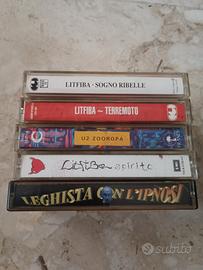 LITFIBA - SOGNO RIBELLE
LITFIBA ~ TERREMOTO
U2 ZOOROPA
Litfiba spirito
LEGHISTA CON L'IPNOSI
subito